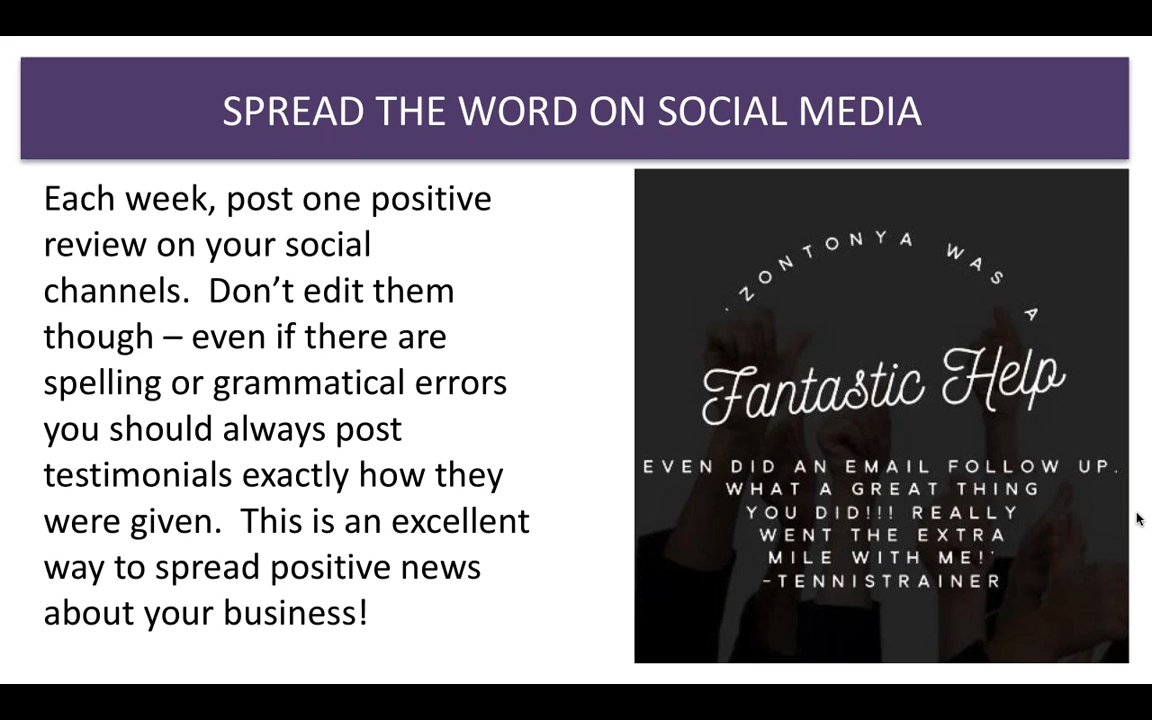 SPREAD THE WORD ON SOCIAL MEDIA
Each week, post one positive
review on your social
channels.  Don’t edit them
though – even if there are
spelling or grammatical errors
you should always post
testimonials exactly how they
were given.  This is an excellent
way to spread positive news
about your business!
'ZONTONYA WAS A
Fantastic Help
EVEN DID AN EMAIL FOLLOW UP.
WHAT A GREAT THING
YOU DID!!! REALLY
WENT THE EXTRA
MILE WITH ME!'
-TENNISTRAINER